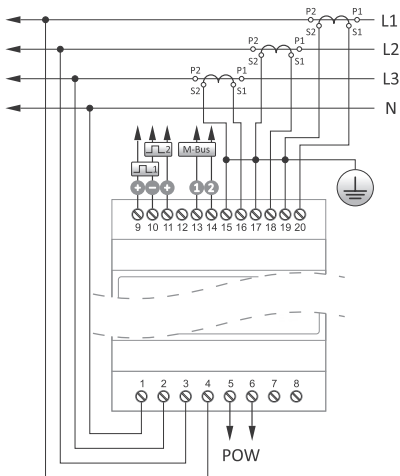 P2 P1 L1
S2 S1
P2 P1 L2
S2 S1
P2 P1 L3
S2 S1
N
2 M-Bus
1
+ − + 1 2
9 10 11 12 13 14 15 16 17 18 19 20
1 2 3 4 5 6 7 8
POW